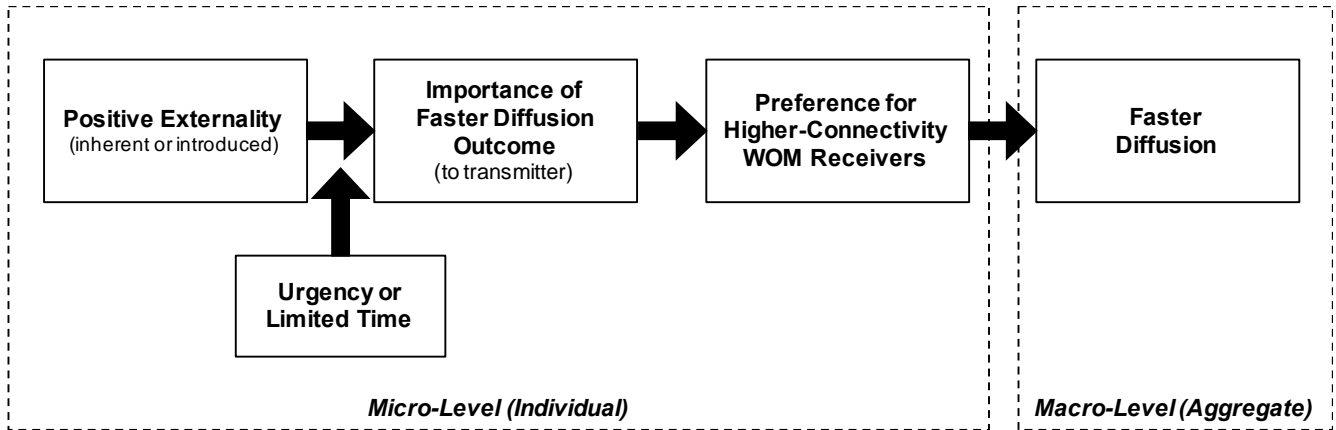 Positive Externality
(inherent or introduced)
Importance of
Faster Diffusion
Outcome
(to transmitter)
Preference for
Higher-Connectivity
WOM Receivers
Faster
Diffusion
Urgency or
Limited Time
Micro-Level (Individual)
Macro-Level (Aggregate)